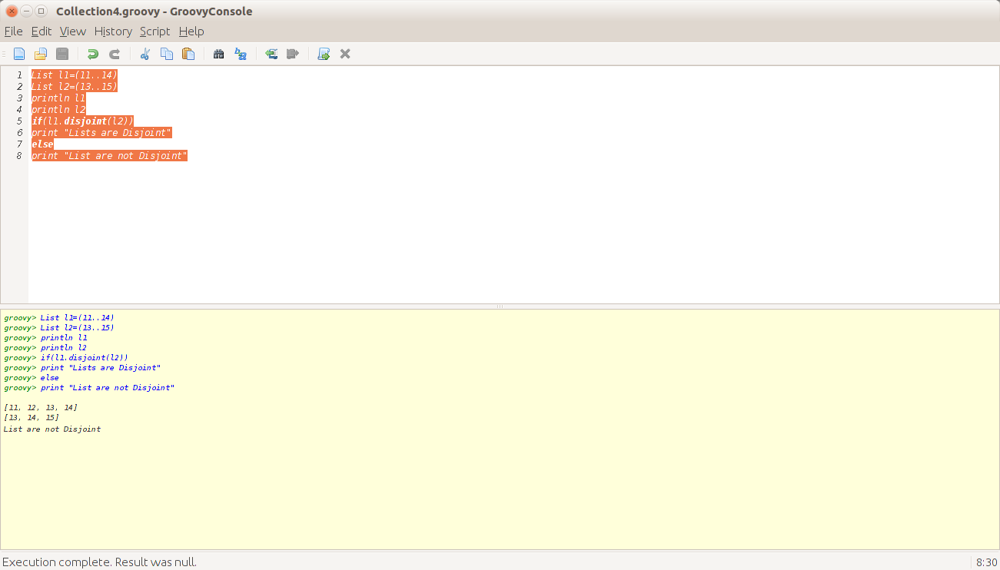 Collection4.groovy - GroovyConsole
File Edit View History Script Help
1 List l1=(11..14)
2 List l2=(13..15)
3 println l1
4 println l2
5 if(l1.disjoint(l2))
6 print "Lists are Disjoint"
7 else
8 print "List are not Disjoint"
groovy> List l1=(11..14)
groovy> List l2=(13..15)
groovy> println l1
groovy> println l2
groovy> if(l1.disjoint(l2))
groovy> print "Lists are Disjoint"
groovy> else
groovy> print "List are not Disjoint"
[11, 12, 13, 14]
[13, 14, 15]
List are not Disjoint
Execution complete. Result was null. 8:30